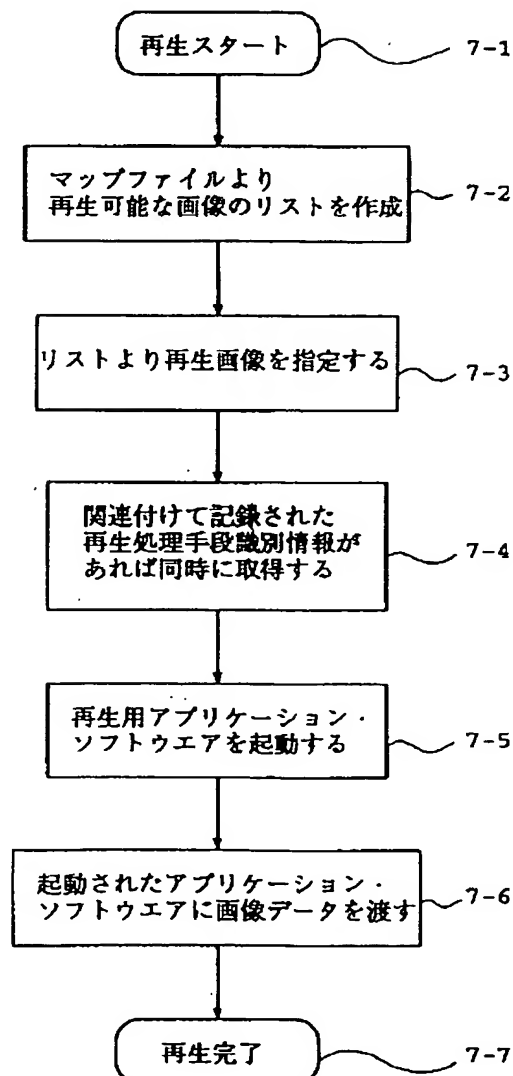 再生スタート
7-1
マップファイルより
再生可能な画像のリストを作成
7-2
リストより再生画像を指定する
7-3
関連付けて記録された
再生処理手段識別情報が
あれば同時に取得する
7-4
再生用アプリケーション・
ソフトウエアを起動する
7-5
起動されたアプリケーション・
ソフトウエアに画像データを渡す
7-6
再生完了
7-7